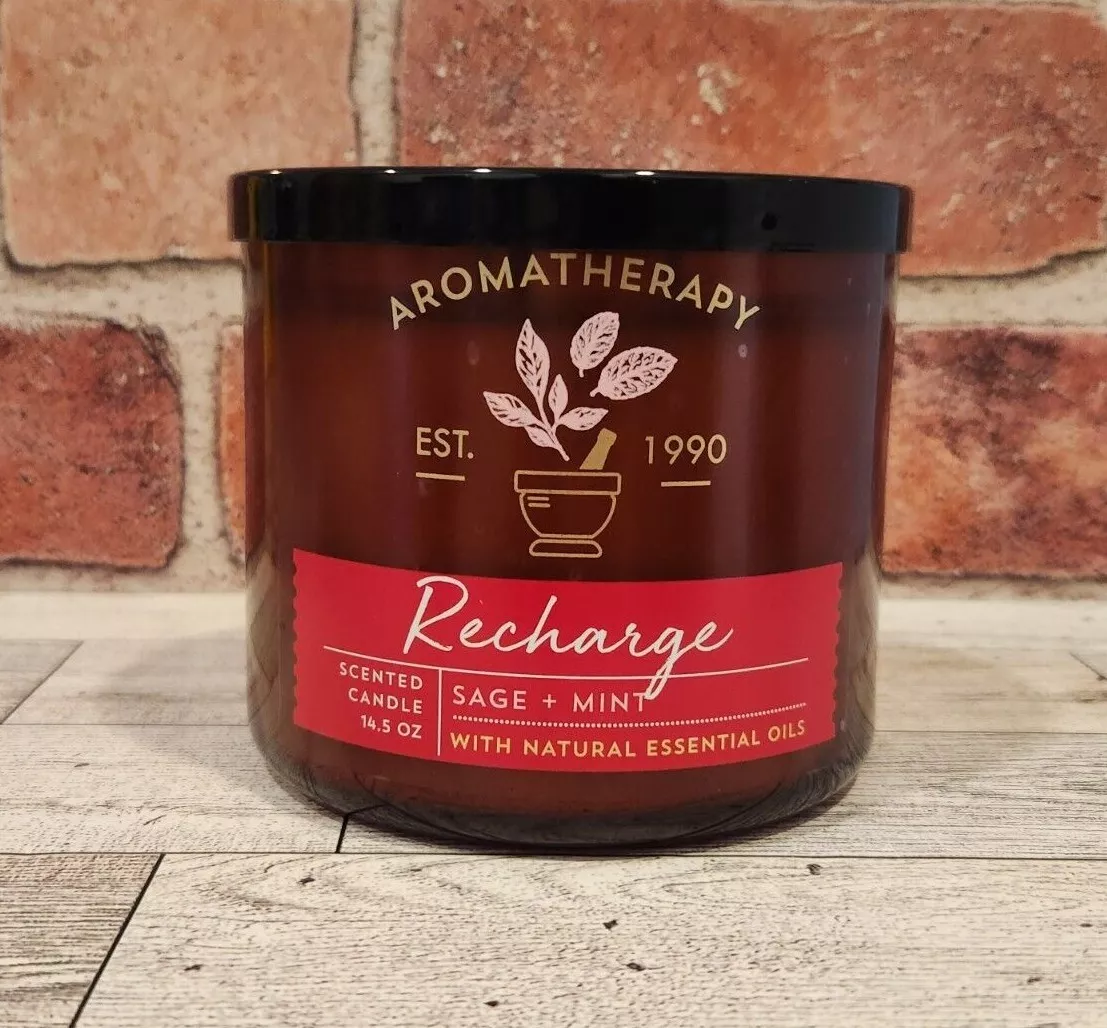 AROMATHERAPY
EST. 1990
Recharge
SCENTED
CANDLE
14.5 OZ
SAGE + MINT
WITH NATURAL ESSENTIAL OILS